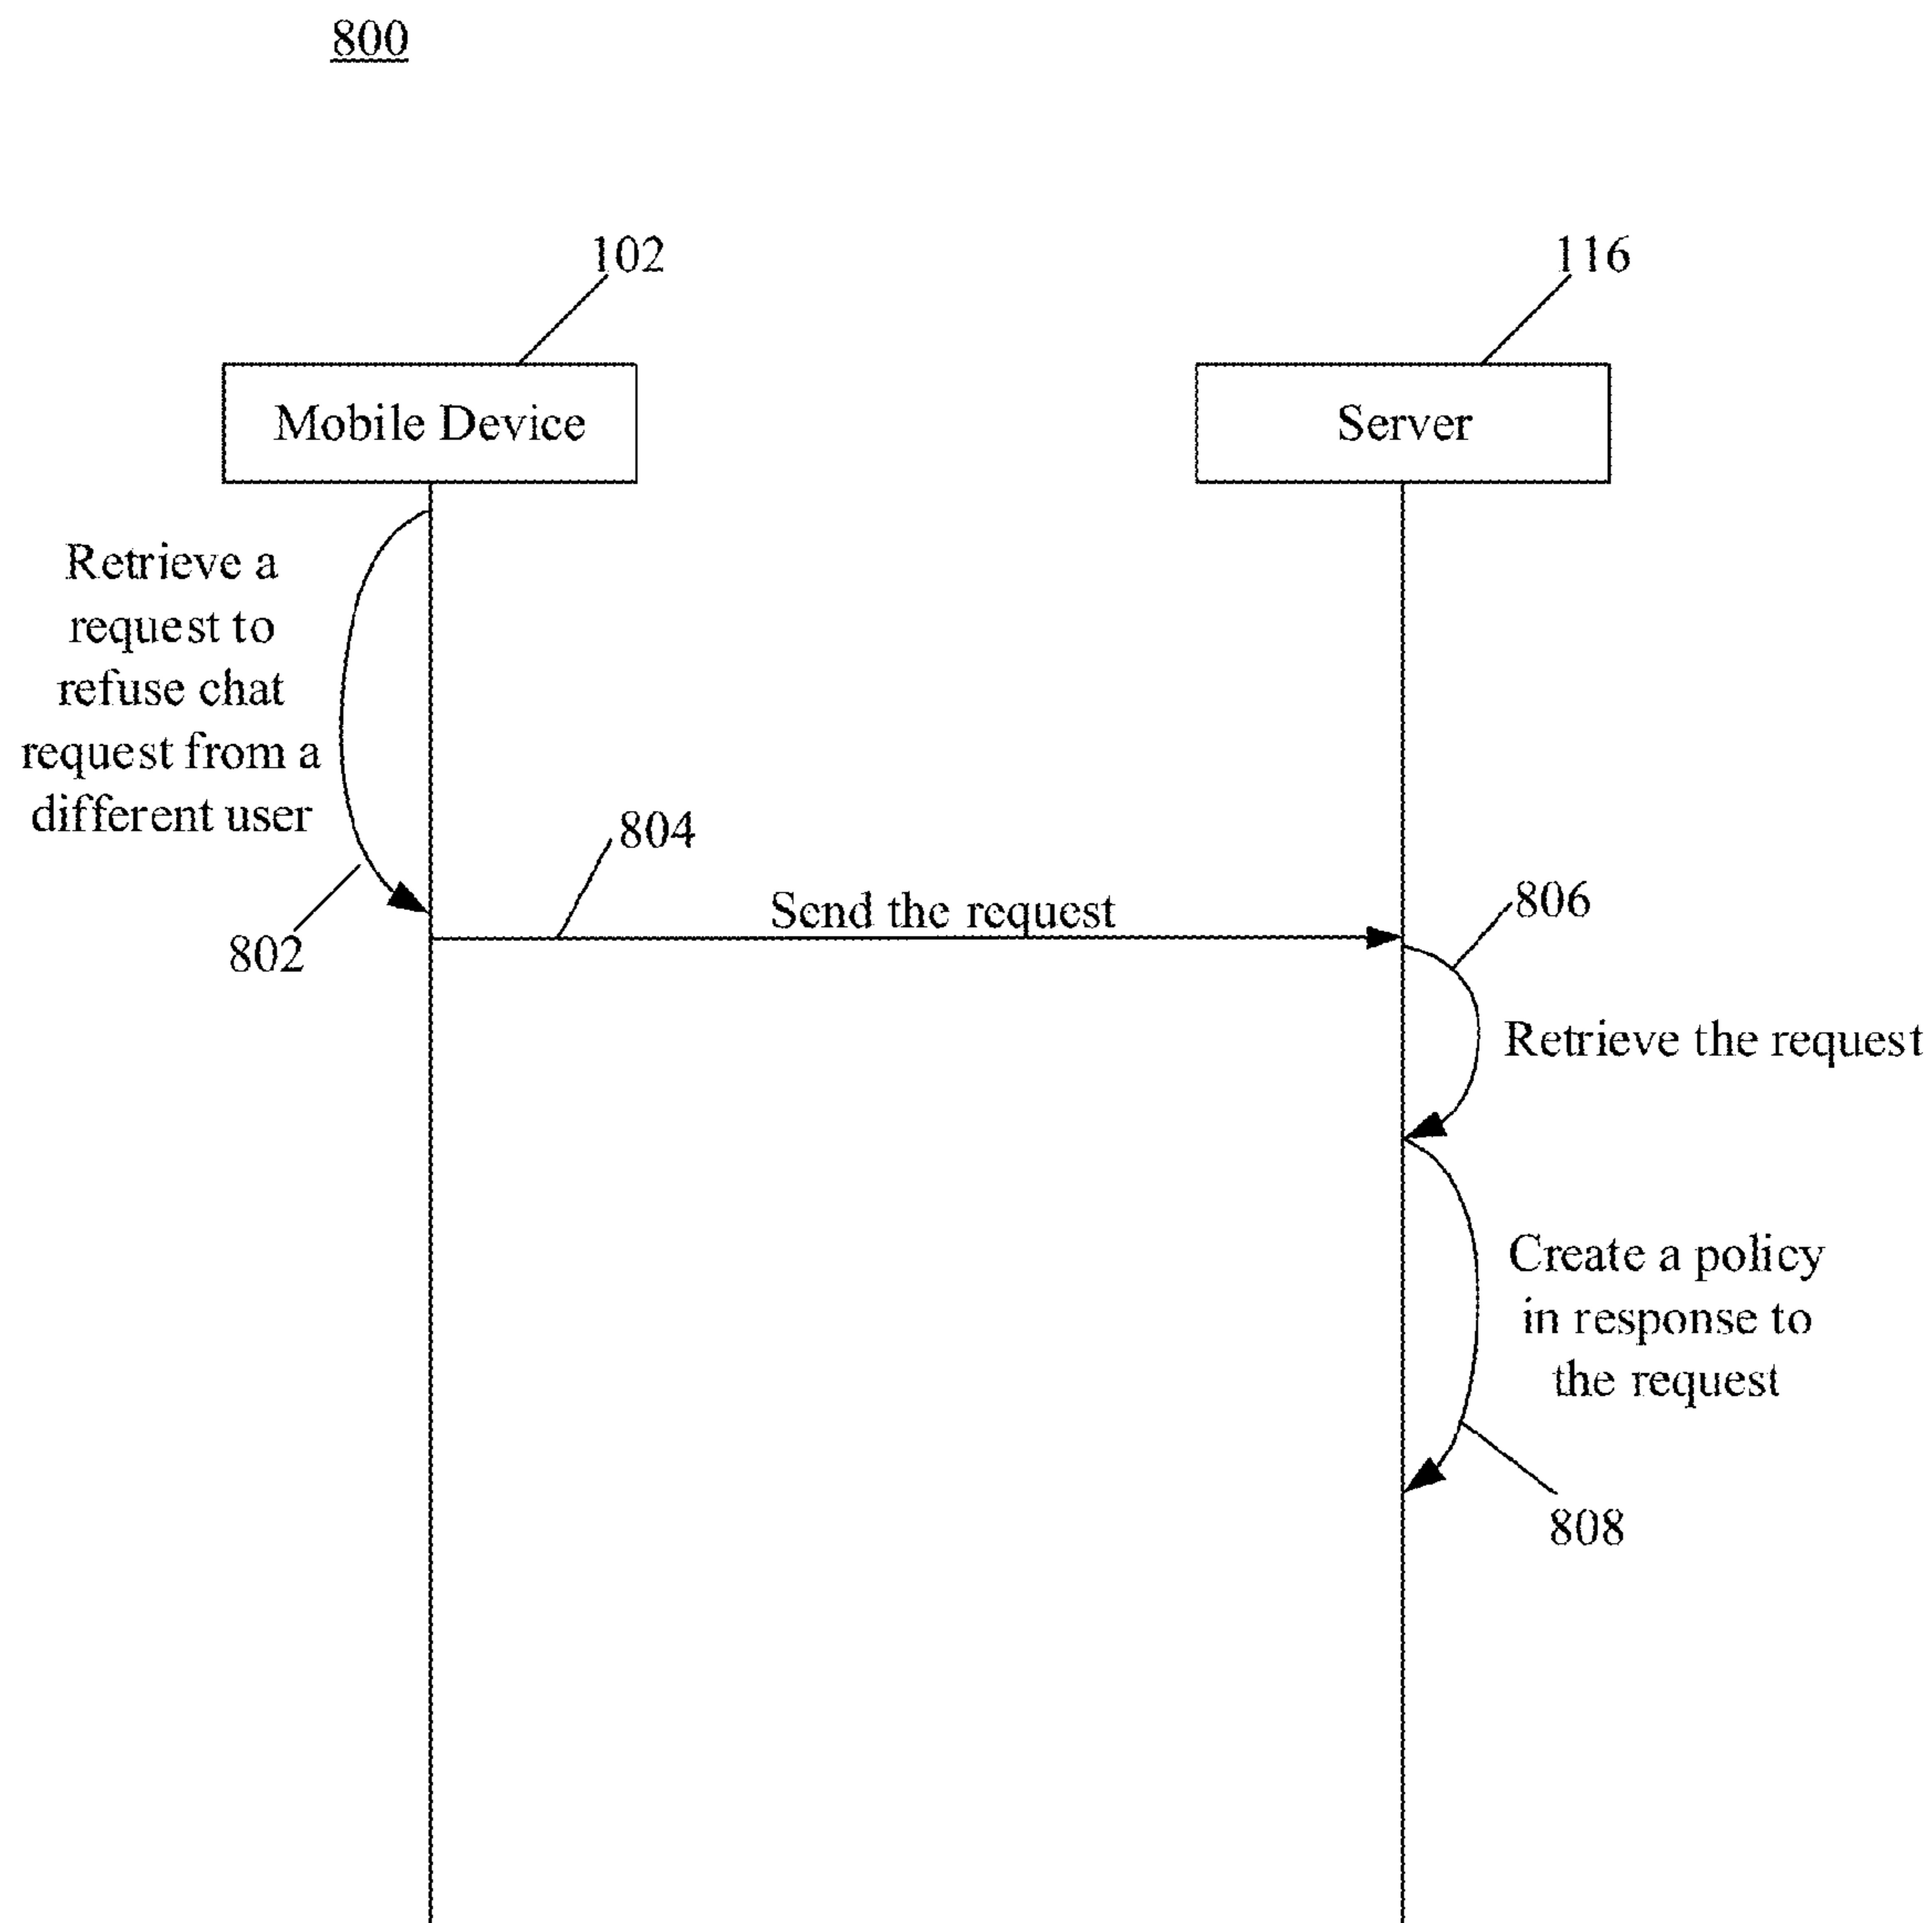 800
102
116
Mobile Device
Server
Retrieve a
request to
refuse chat
request from a
different user
802
804
Send the request
806
Retrieve the request
Create a policy
in response to
the request
808